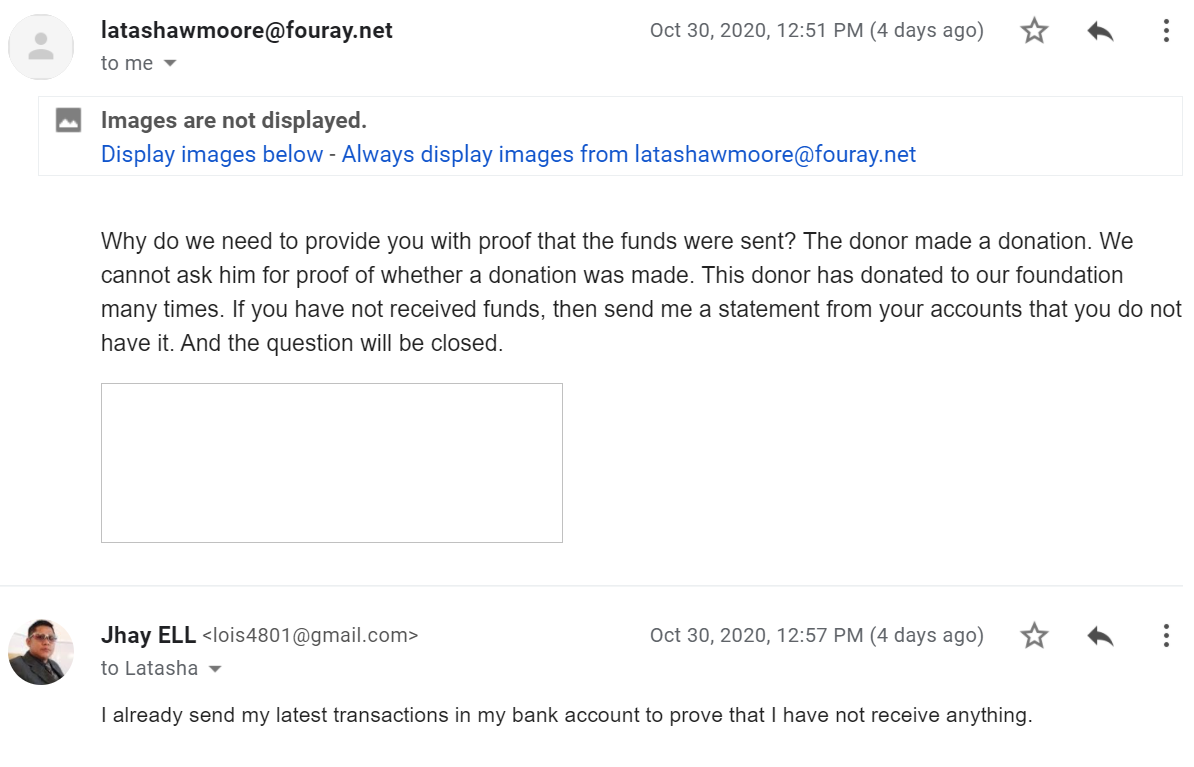 latashawmoore@fouray.net
Oct 30, 2020, 12:51 PM (4 days ago)
to me
Images are not displayed.
Display images below - Always display images from latashawmoore@fouray.net
Why do we need to provide you with proof that the funds were sent? The donor made a donation. We
cannot ask him for proof of whether a donation was made. This donor has donated to our foundation
many times. If you have not received funds, then send me a statement from your accounts that you do not
have it. And the question will be closed.
Jhay ELL <lois4801@gmail.com>
Oct 30, 2020, 12:57 PM (4 days ago)
to Latasha
I already send my latest transactions in my bank account to prove that I have not receive anything.